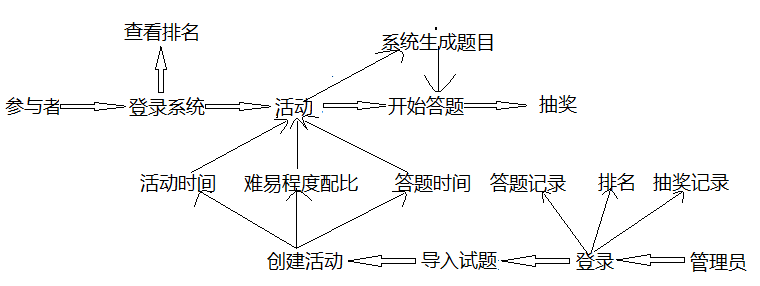 查看排名
系统生成题目
参与者
登录系统
活动
开始答题
抽奖
活动时间
难易程度配比
答题时间
答题记录
排名
抽奖记录
创建活动
导入试题
登录
管理员